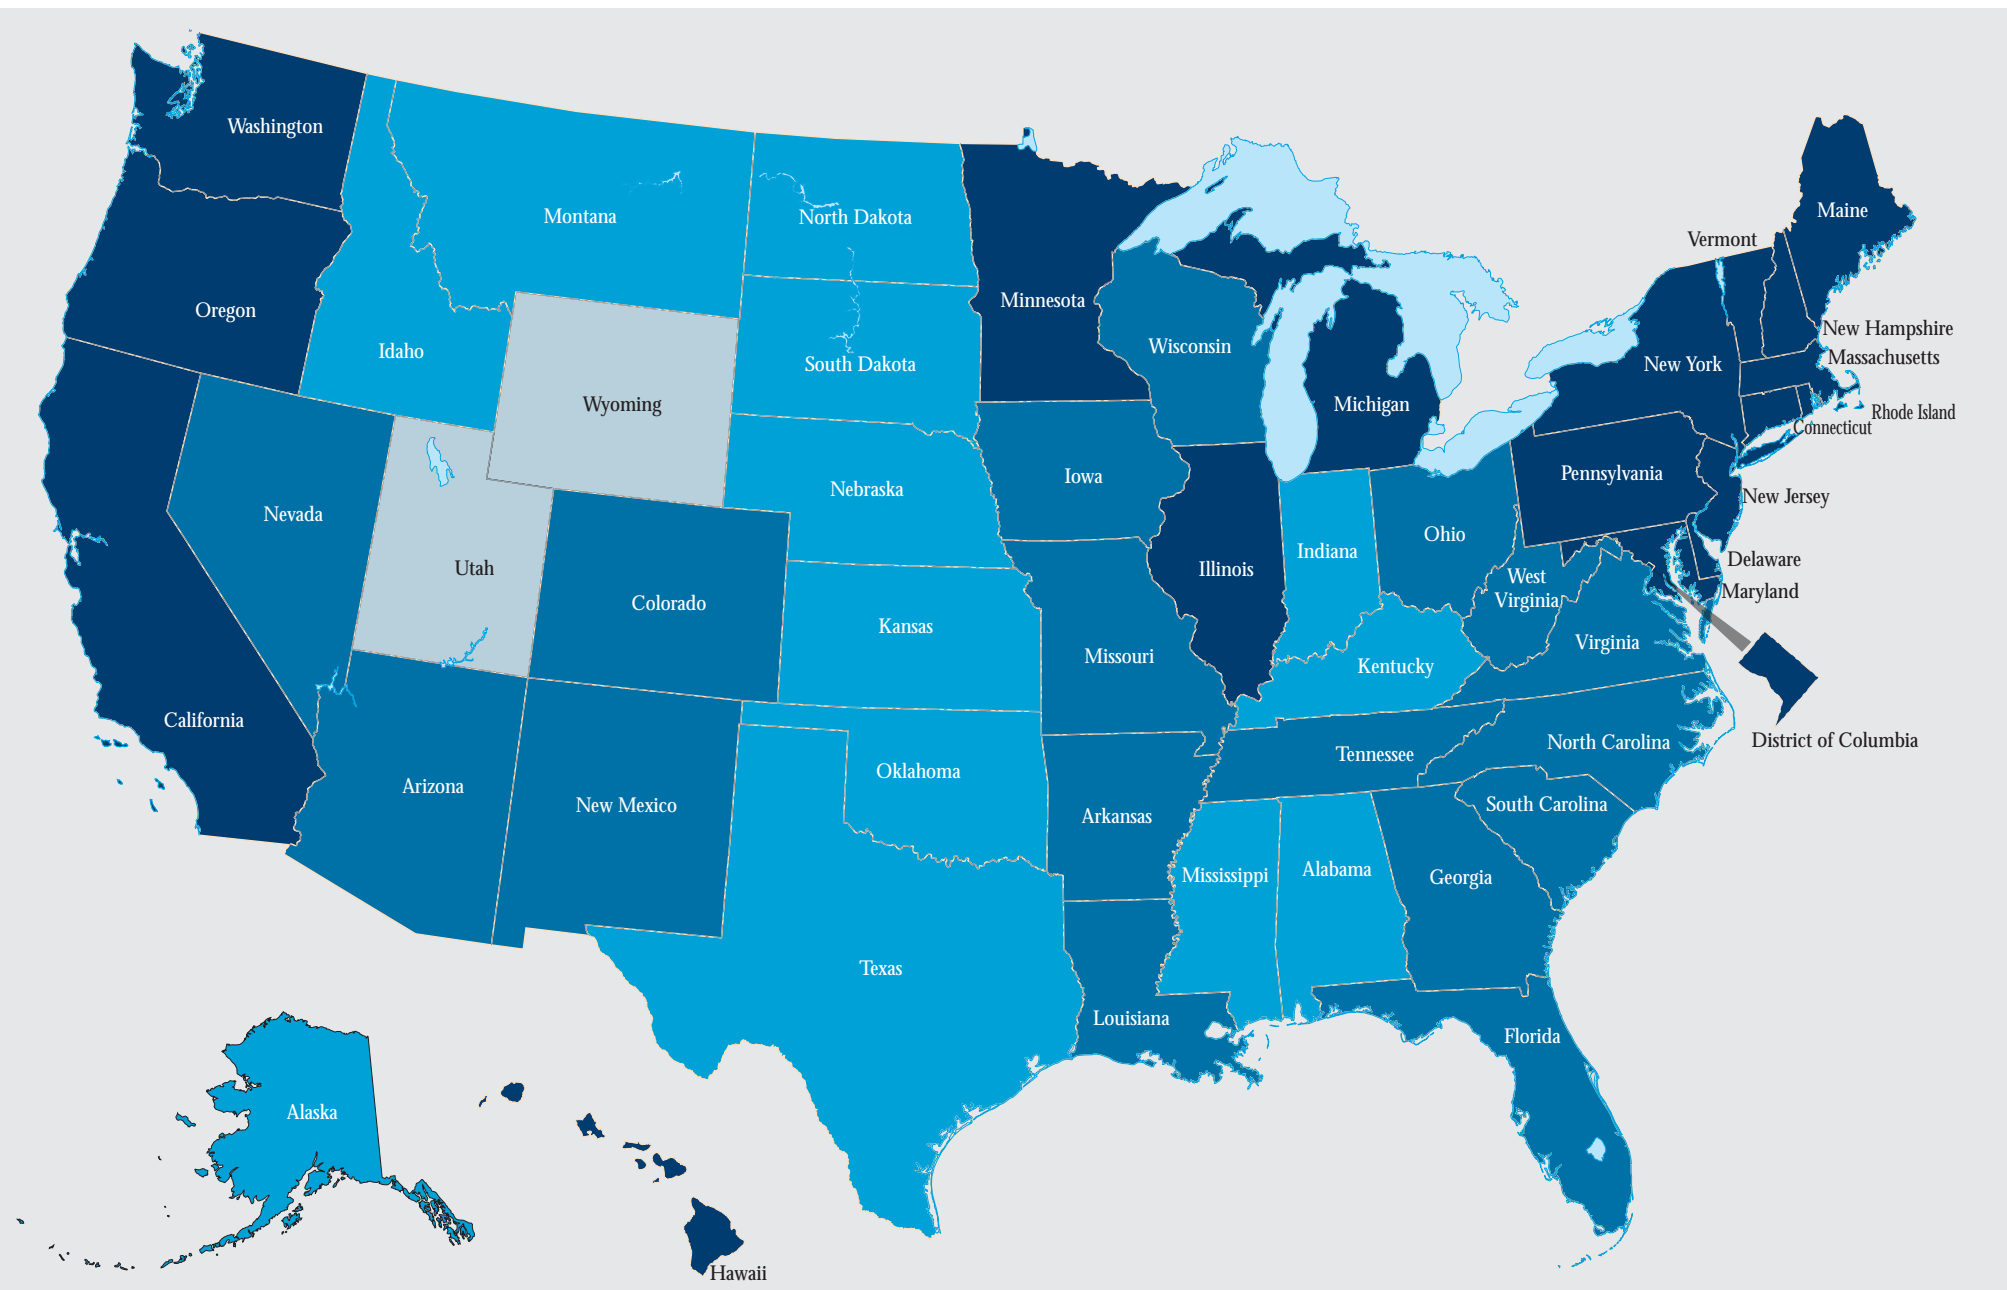 Washington
Maine
Montana
North Dakota
Vermont
Minnesota
Oregon
New Hampshire
Wisconsin
Idaho
Massachusetts
South Dakota
New York
Wyoming
Michigan
Rhode Island
Connecticut
Pennsylvania
Iowa
Nebraska
New Jersey
Nevada
Ohio
Indiana
Delaware
Utah
Illinois
West
Virginia
Maryland
Colorado
Kansas
Virginia
Missouri
Kentucky
California
District of Columbia
North Carolina
Tennessee
Oklahoma
Arizona
New Mexico
South Carolina
Arkansas
Alabama
Mississippi
Georgia
Texas
Louisiana
Florida
Alaska
Hawaii